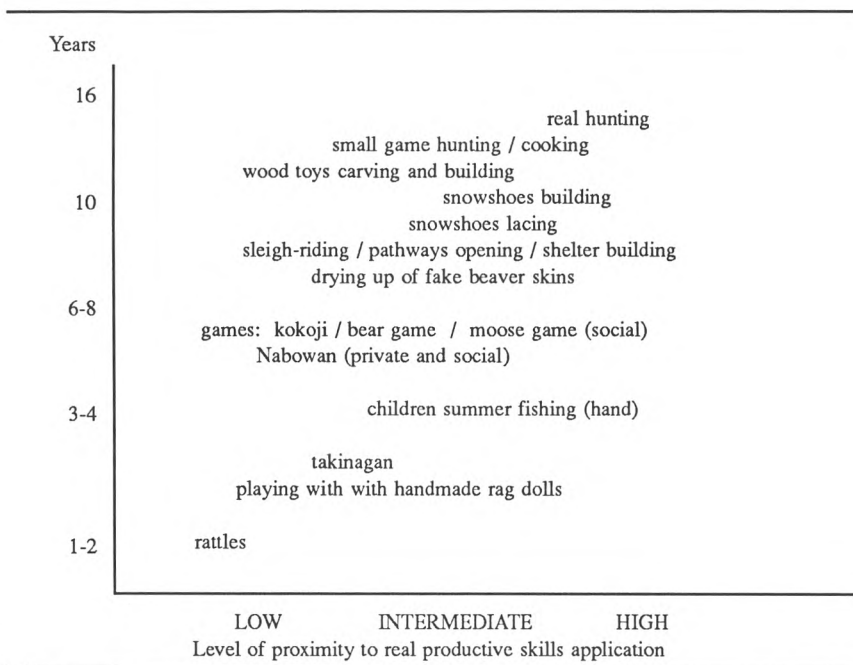 Years
16
real hunting
small game hunting / cooking
wood toys carving and building
snowshoes building
10
snowshoes lacing
sleigh-riding / pathways opening / shelter building
drying up of fake beaver skins
6-8
games: kokoji / bear game / moose game (social)
Nabowan (private and social)
3-4
children summer fishing (hand)
takinagan
playing with with handmade rag dolls
1-2
rattles
LOW INTERMEDIATE HIGH
Level of proximity to real productive skills application